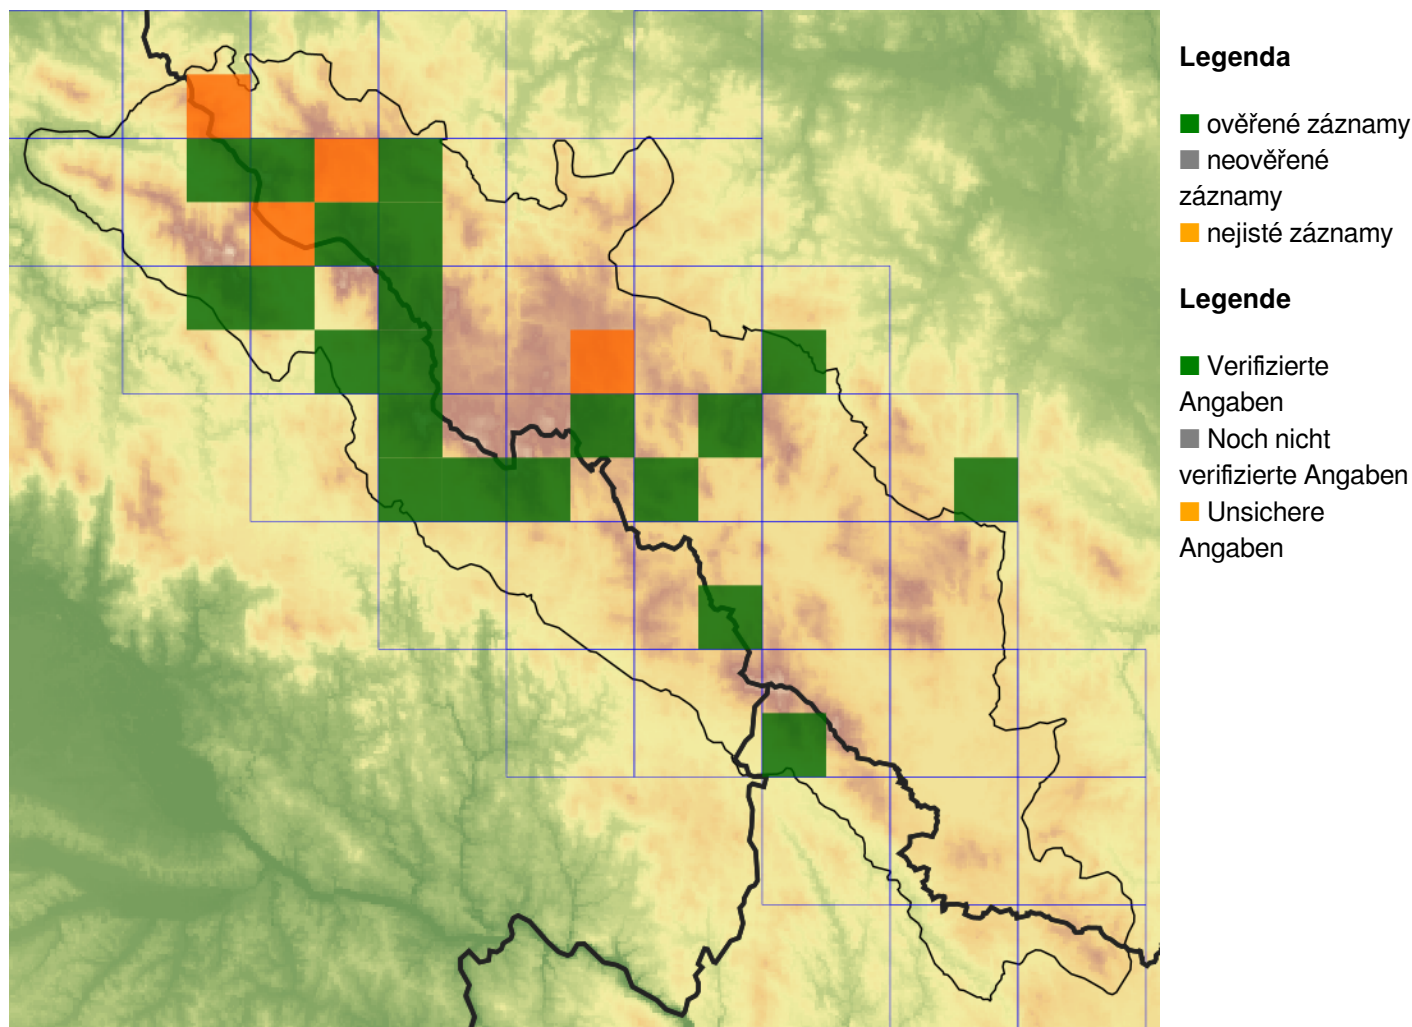 Legenda
ověřené záznamy
neověřené
záznamy
nejisté záznamy
Legende
Verifizierte
Angaben
Noch nicht
verifizierte Angaben
Unsichere
Angaben